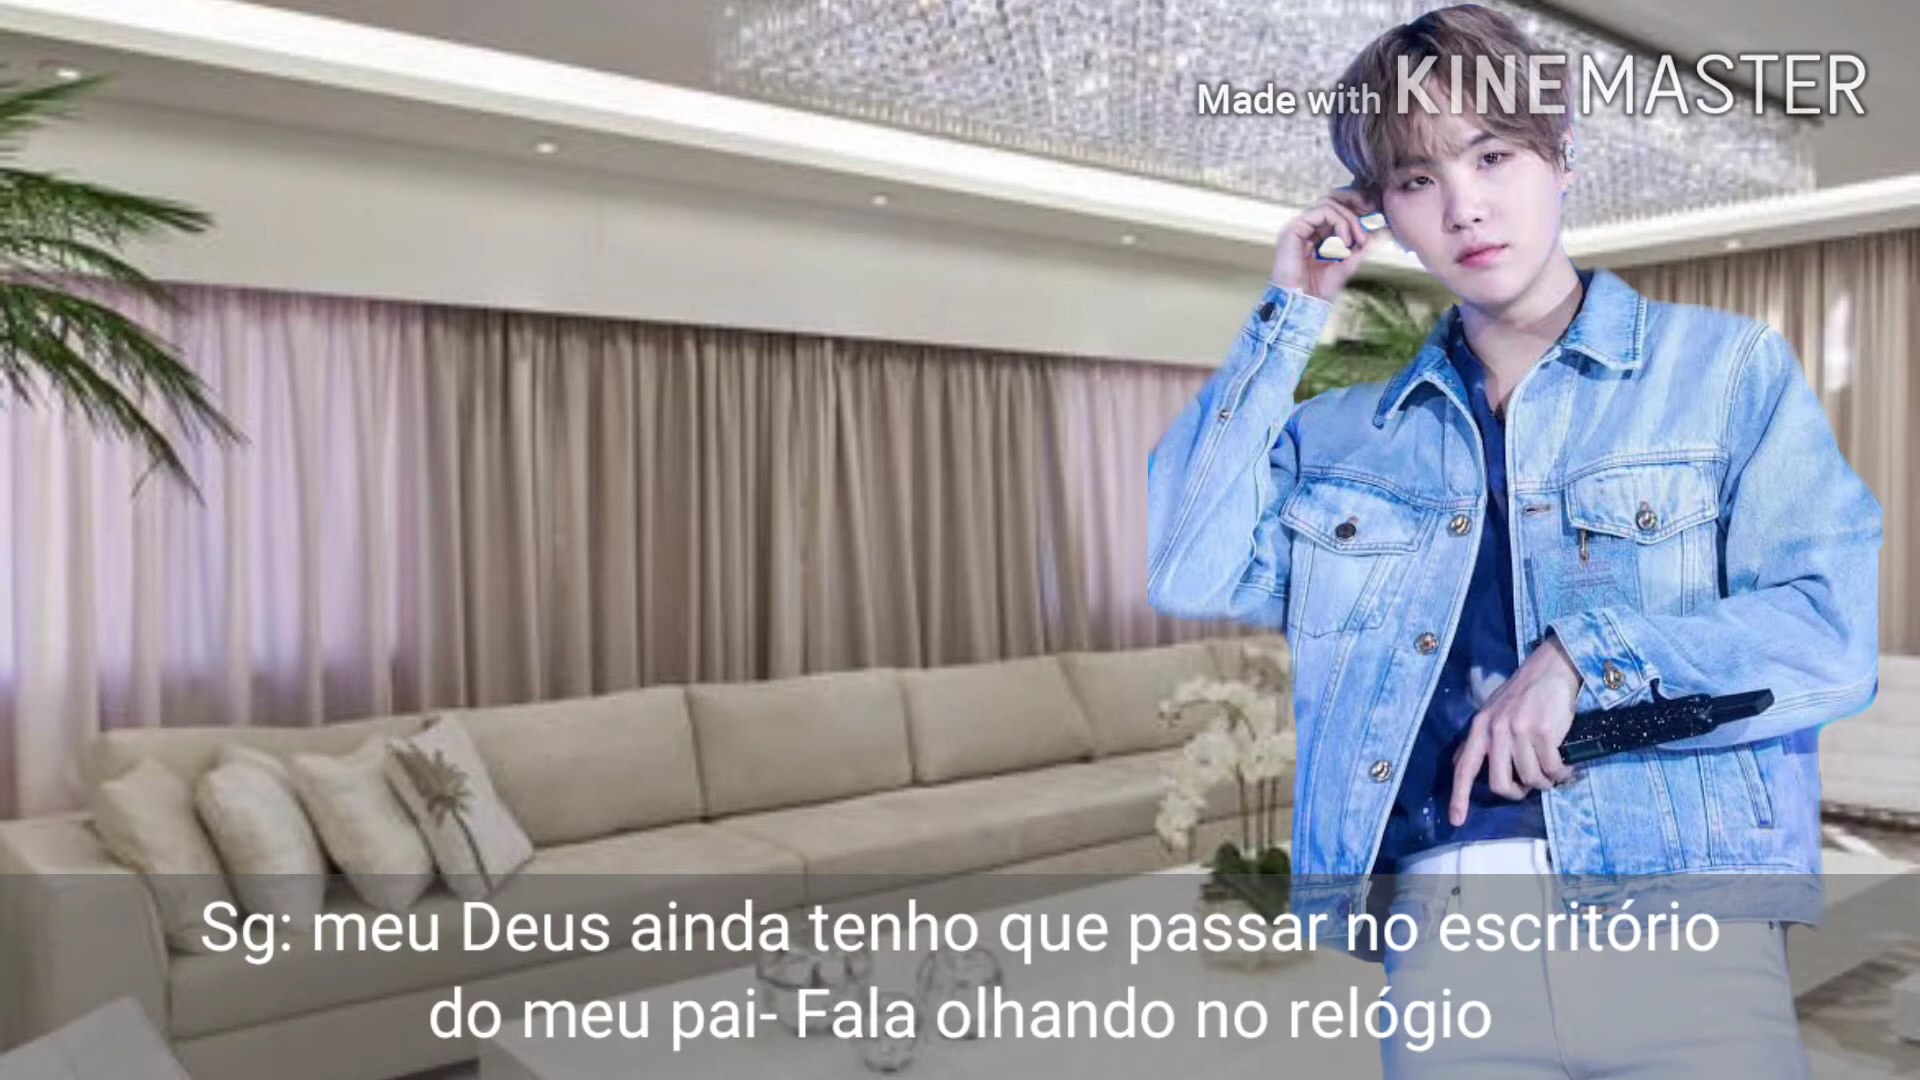 Made with KINEMASTER
Sg: meu Deus ainda tenho que passar no escritório
do meu pai- Fala olhando no relógio